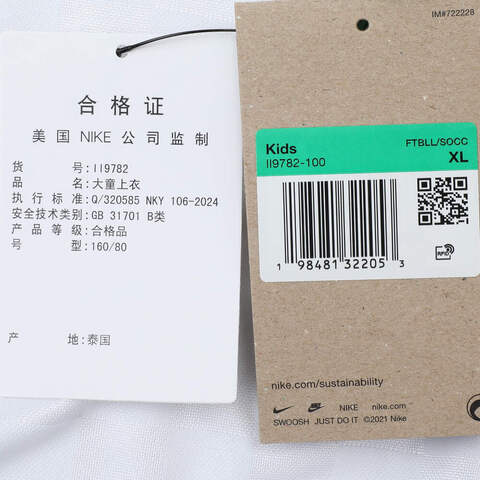 合格证
美国 NIKE 公司监制
货号:II9782
品名:大童上衣
执行标准:Q/320585 NKY 106-2024
安全技术类别:GB 31701 B类
产品等级:合格品
号型:160/80
产地:泰国
IM#722228
Kids
FTBLL/SOCC
II9782-100
XL
1 98481 32205 3
RFID
nike.com/sustainability
NIKE nike.com
SWOOSH JUST DO IT ©2021 Nike